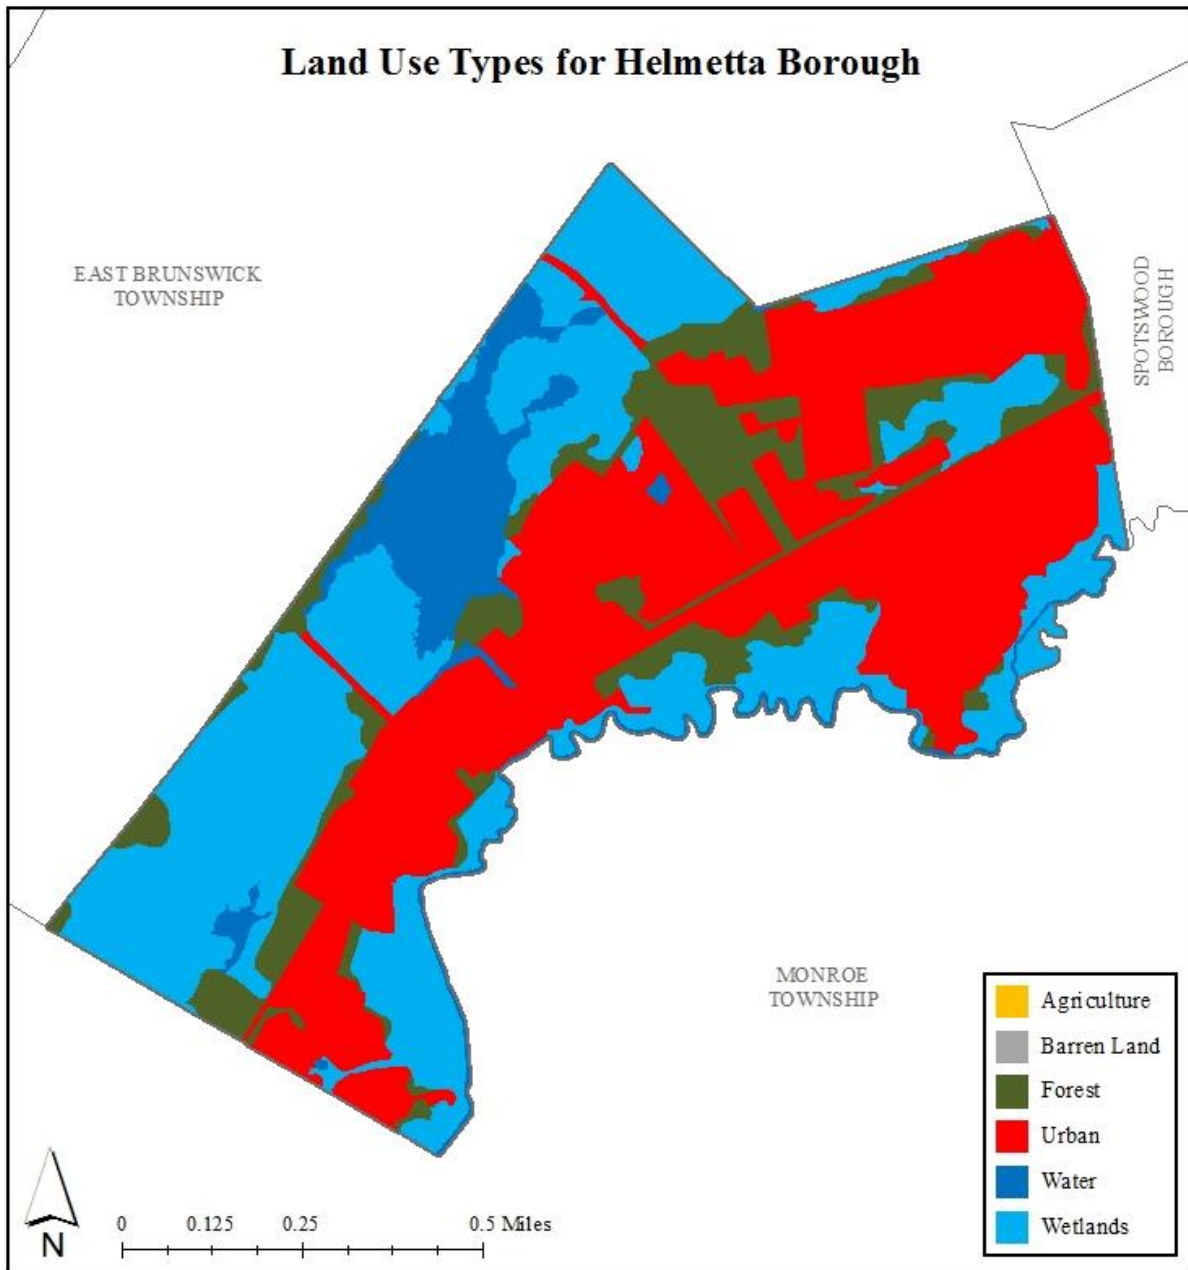 Land Use Types for Helmetta Borough
EAST BRUNSWICK
TOWNSHIP
SPOTSWOOD
BOROUGH
MONROE
TOWNSHIP
Agriculture
Barren Land
Forest
Urban
Water
Wetlands
N
0 0.125 0.25 0.5 Miles